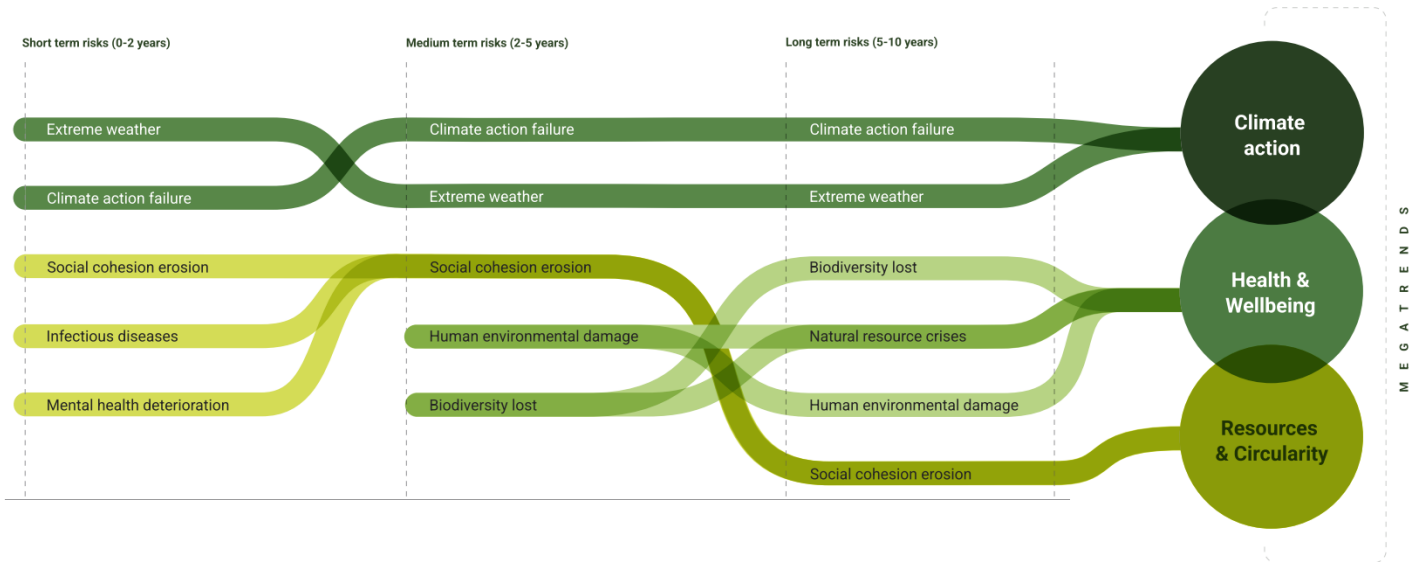 Short term risks (0-2 years)
Medium term risks (2-5 years)
Long term risks (5-10 years)
Extreme weather
Climate action failure
Climate action failure
Climate
action
Climate action failure
Extreme weather
Extreme weather
Social cohesion erosion
Social cohesion erosion
Biodiversity lost
Health &
Wellbeing
Infectious diseases
Human environmental damage
Natural resource crises
Mental health deterioration
Biodiversity lost
Human environmental damage
Resources
& Circularity
Social cohesion erosion
MEGATRENDS